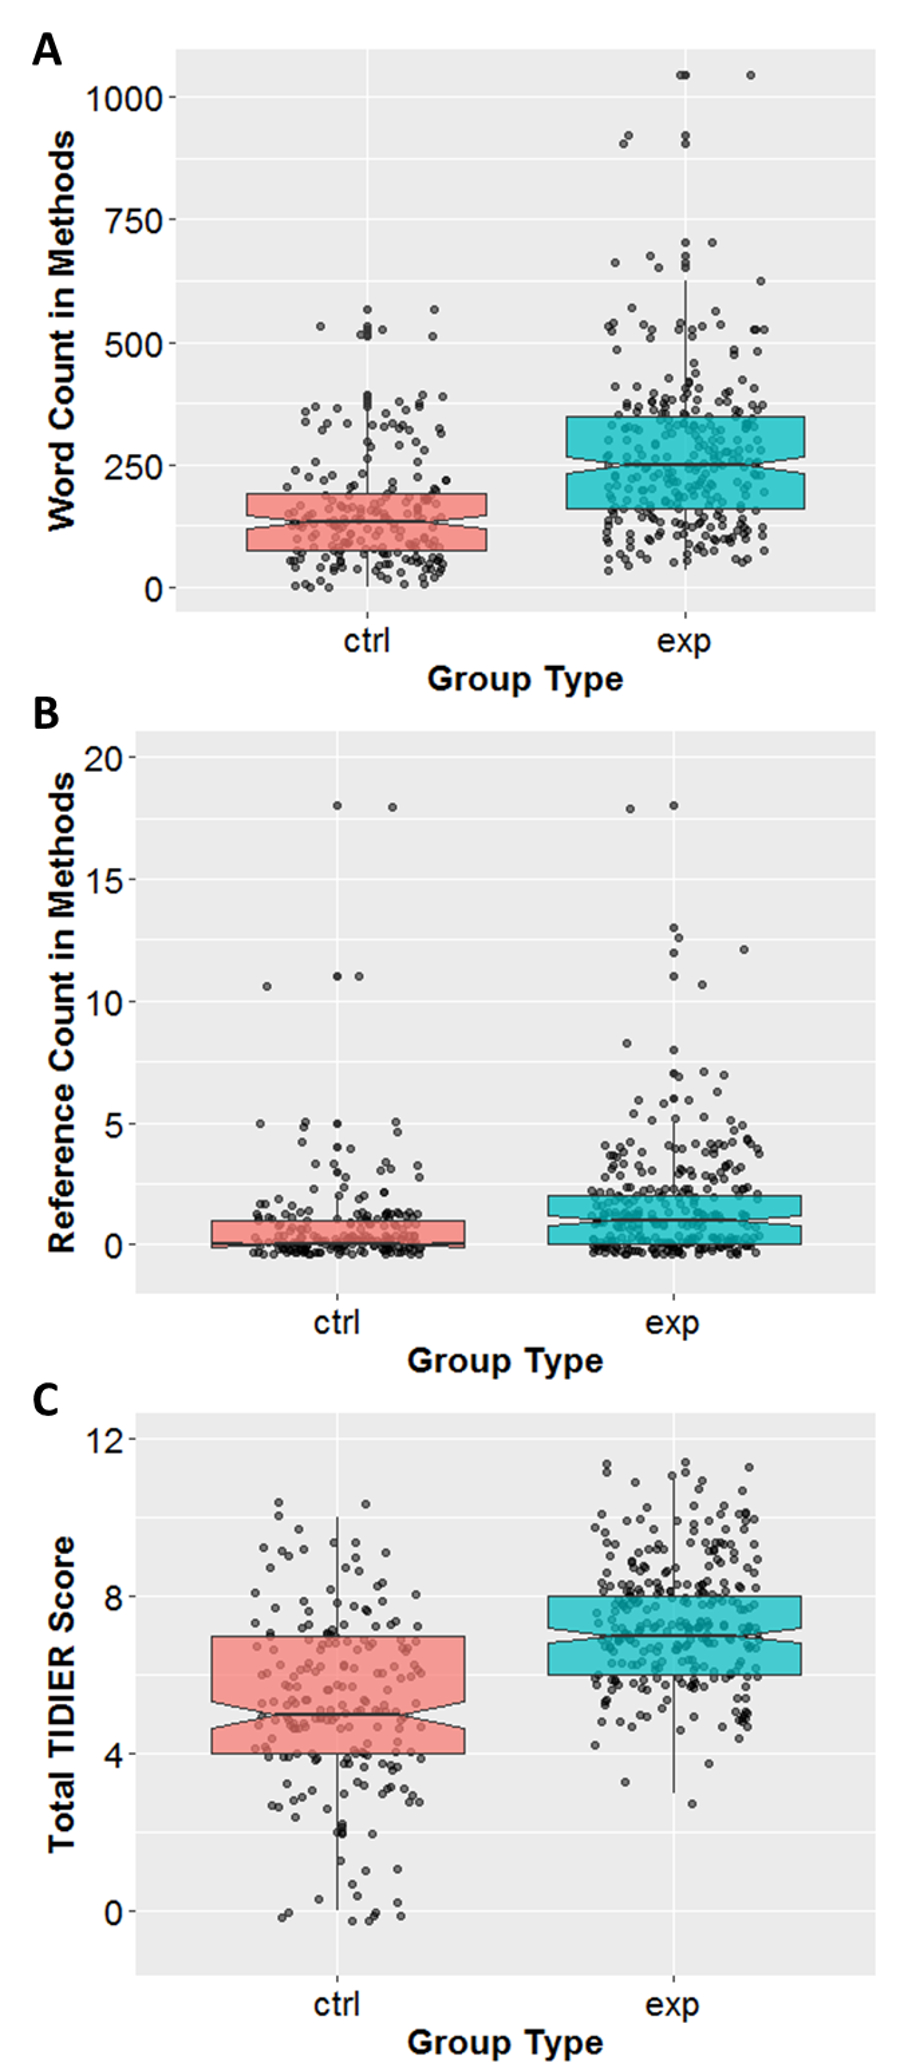 A
Word Count in Methods
1000
750
500
250
0
ctrl exp
Group Type
B
Reference Count in Methods
20
15
10
5
0
ctrl exp
Group Type
C
Total TIDIER Score
12
8
4
0
ctrl exp
Group Type